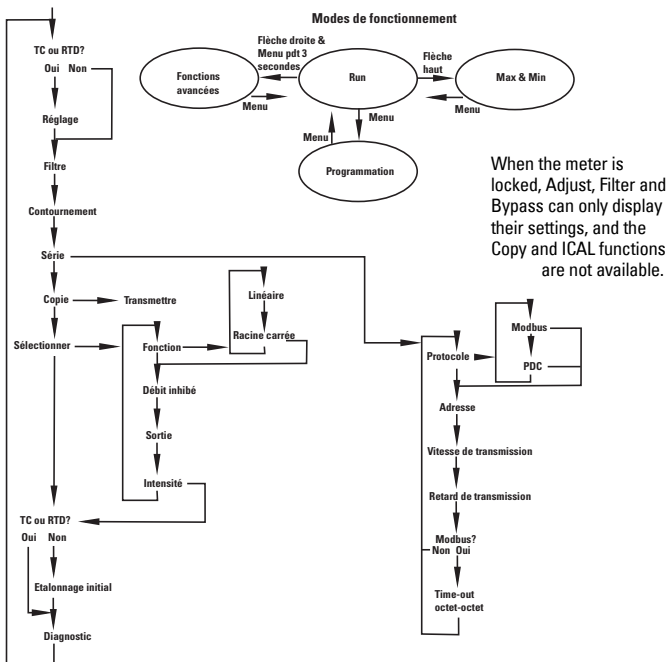 Modes de fonctionnement
TC ou RTD?
Oui Non
Réglage
Filtre
Contournement
Série
Copie
Transmettre
Sélectionner
Fonction
Linéaire
Racine carrée
Débit inhibé
Sortie
Intensité
TC ou RTD?
Oui Non
Etalonnage initial
Diagnostic
Flèche droite &
Menu pdt 3
secondes
Fonctions
avancées
Menu
Run
Flèche
haut
Max & Min
Menu
Menu
Menu
Programmation
When the meter is
locked, Adjust, Filter and
Bypass can only display
their settings, and the
Copy and ICAL functions
are not available.
Protocole
Modbus
PDC
Adresse
Vitesse de transmission
Retard de transmission
Modbus?
Non Oui
Time-out
octet-octet